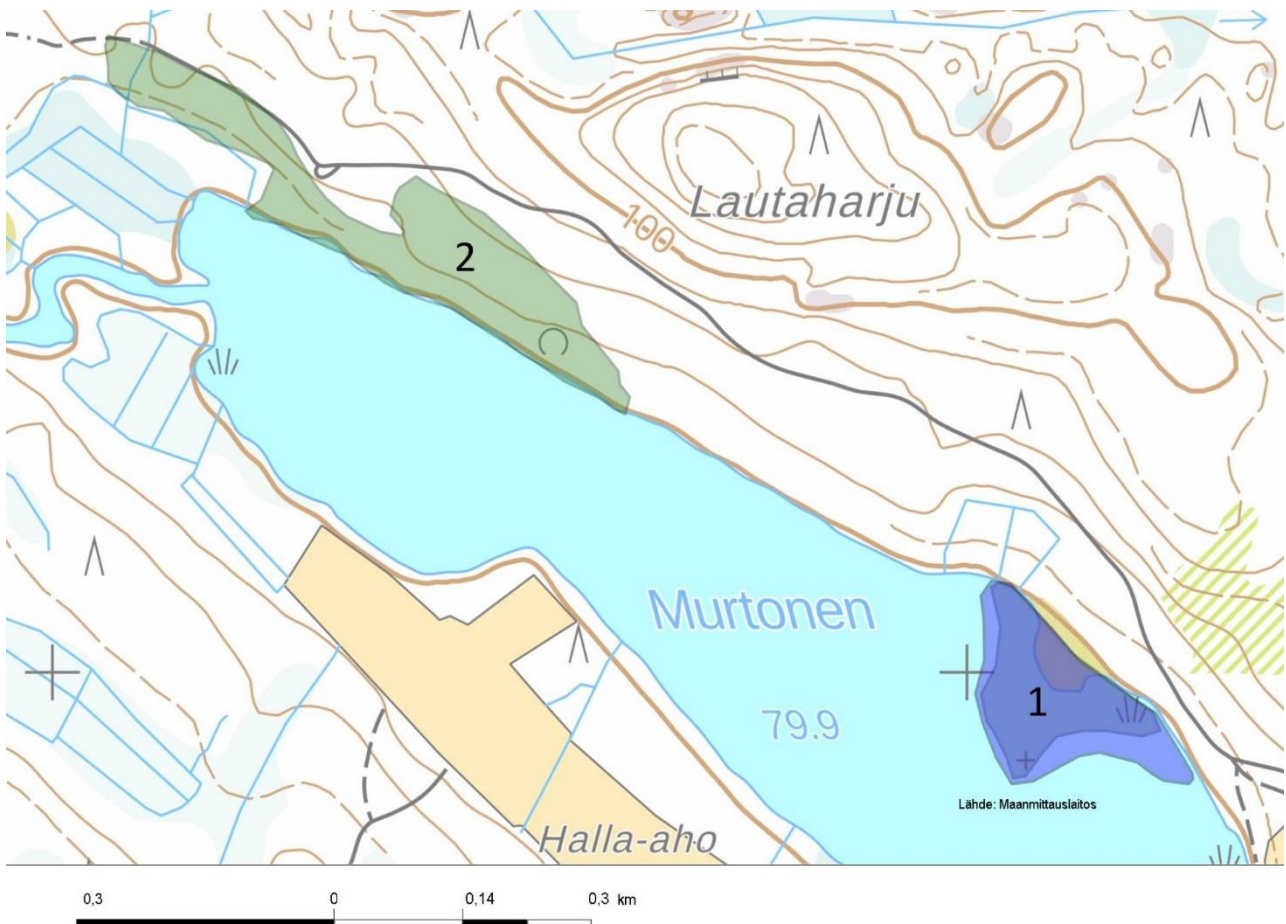 Lautaharju
100
2
Murtonen
1
79.9
Lähde: Maanmittauslaitos
Halla-aho
0,3 0 0,14 0,3 km